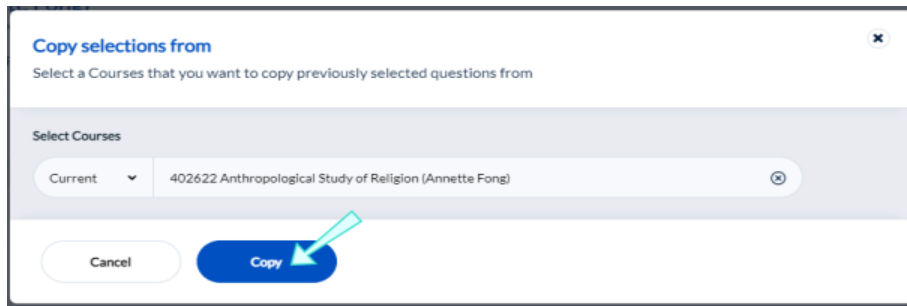 Copy selections from
Select a Courses that you want to copy previously selected questions from
Select Courses
Current 402622 Anthropological Study of Religion (Annette Fong)
Cancel Copy